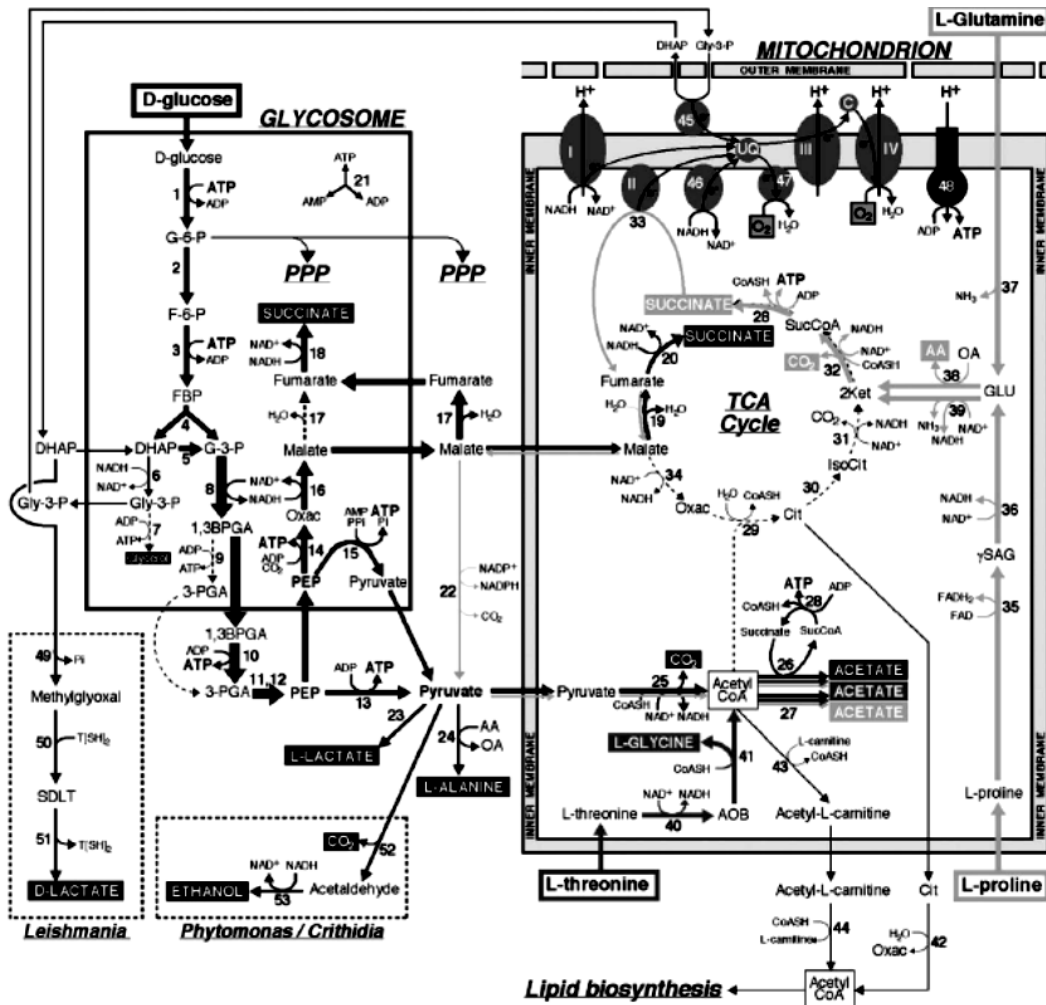 L-Glutamine
DHAP
Gly-3-P
MITOCHONDRION
OUTER MEMBRANE
D-glucose
GLYCOSOME
H+
H+
H+
H+
C
45
I
II
46
UQ
47
III
IV
48
D-glucose
ATP
21
AMP
ADP
1
ATP
ADP
NADH
NAD+
33
NADH
NAD+
O2
H2O
O2
H2O
ADP
ATP
INNER MEMBRANE
INNER MEMBRANE
G-6-P
PPP
PPP
2
37
NH3
F-6-P
SUCCINATE
SUCCINATE
CoASH
ATP
ADP
28
SucCoA
3
ATP
ADP
NAD+
NADH
18
NAD+
NADH
20
SUCCINATE
NADH
NAD+
CoASH
CO2
32
AA
OA
38
FBP
Fumarate
Fumarate
Fumarate
2Ket
GLU
4
H2O
17
17
H2O
H2O
19
H2O
TCA
Cycle
CO2
NADH
31
NAD+
NH3
NADH
NAD+
39
DHAP
DHAP
5
G-3-P
Malate
Malate
Malate
NADH
NAD+
6
8
NAD+
NADH
16
NAD+
34
NADH
IsoCit
30
Gly-3-P
Gly-3-P
Oxac
Oxac
H2O
CoASH
29
Cit
NADH
NAD+
36
ADP
ATP
7
Glycerol
1,3BPGA
ADP
ATP
9
ATP
ADP
CO2
14
AMP
PPi
ATP
Pi
15
γSAG
3-PGA
PEP
Pyruvate
22
NADP+
NADPH
CO2
ATP
ADP
CoASH
28
Succinate
SucCoA
26
FADH2
FAD
35
1,3BPGA
ADP
ATP
10
49
Pi
Methylglyoxal
3-PGA
11,12
PEP
ADP
ATP
13
Pyruvate
Pyruvate
CO2
25
CoASH
NAD+
NADH
Acetyl
CoA
ACETATE
ACETATE
ACETATE
27
23
24
AA
OA
50
T[SH]2
L-LACTATE
L-ALANINE
L-GLYCINE
41
CoASH
L-carnitine
CoASH
43
SDLT
L-proline
NAD+
NADH
L-threonine
40
AOB
Acetyl-L-carnitine
51
T[SH]2
CO2
52
NAD+
NADH
D-LACTATE
ETHANOL
53
Acetaldehyde
L-threonine
Acetyl-L-carnitine
Cit
L-proline
Leishmania
Phytomonas / Crithidia
CoASH
L-carnitine
44
H2O
Oxac
42
Lipid biosynthesis
Acetyl
CoA
INNER MEMBRANE
INNER MEMBRANE